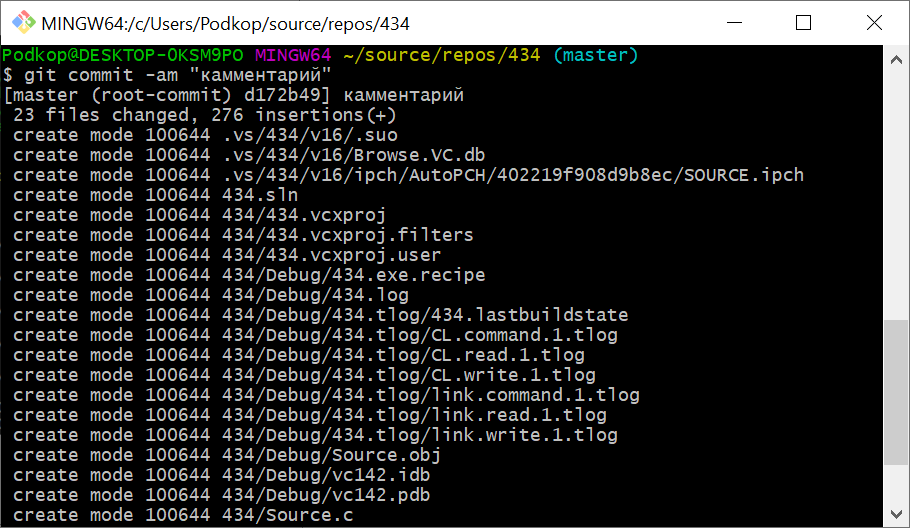 MINGW64:/c/Users/Podkop/source/repos/434
Podkop@DESKTOP-OKSM9PO MINGW64 ~/source/repos/434 (master)
$ git commit -am "камментарий"
[master (root-commit) d172b49] камментарий
 23 files changed, 276 insertions(+)
 create mode 100644 .vs/434/v16/.suo
 create mode 100644 .vs/434/v16/Browse.VC.db
 create mode 100644 .vs/434/v16/ipch/AutoPCH/402219f908d9b8ec/SOURCE.ipch
 create mode 100644 434.sln
 create mode 100644 434/434.vcxproj
 create mode 100644 434/434.vcxproj.filters
 create mode 100644 434/434.vcxproj.user
 create mode 100644 434/Debug/434.exe.recipe
 create mode 100644 434/Debug/434.log
 create mode 100644 434/Debug/434.tlog/434.lastbuildstate
 create mode 100644 434/Debug/434.tlog/CL.command.1.tlog
 create mode 100644 434/Debug/434.tlog/CL.read.1.tlog
 create mode 100644 434/Debug/434.tlog/CL.write.1.tlog
 create mode 100644 434/Debug/434.tlog/link.command.1.tlog
 create mode 100644 434/Debug/434.tlog/link.read.1.tlog
 create mode 100644 434/Debug/434.tlog/link.write.1.tlog
 create mode 100644 434/Debug/Source.obj
 create mode 100644 434/Debug/vc142.idb
 create mode 100644 434/Debug/vc142.pdb
 create mode 100644 434/Source.c